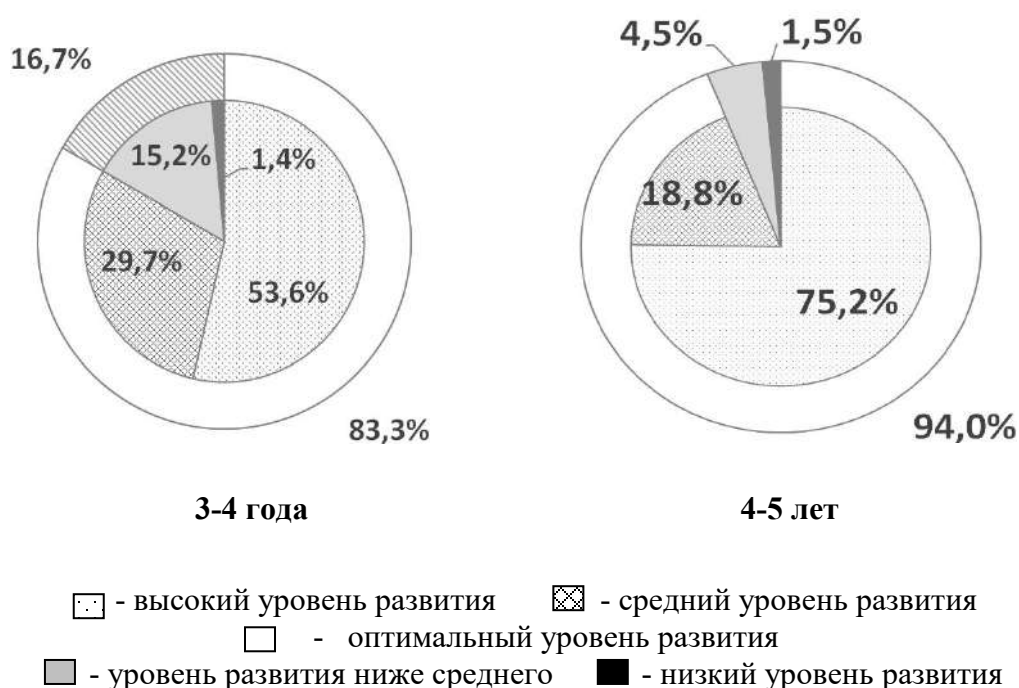 4,5% 1,5%
16,7%
15,2% 1,4%
18,8%
29,7%
53,6% 75,2%
83,3% 94,0%
3-4 года 4-5 лет
- высокий уровень развития - средний уровень развития
- оптимальный уровень развития
- уровень развития ниже среднего - низкий уровень развития